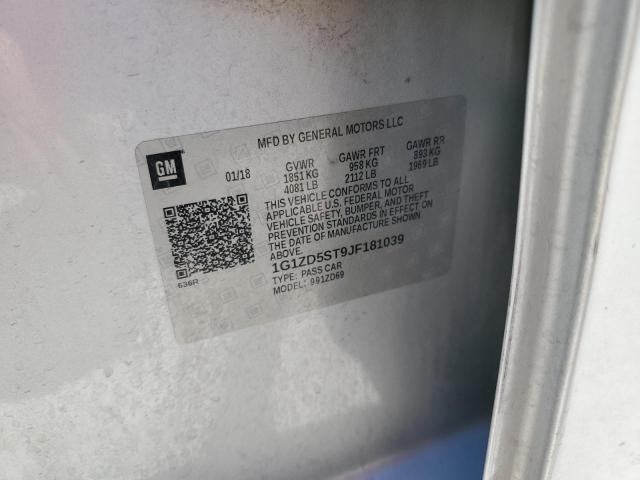 MFD BY GENERAL MOTORS LLC
GM
01/18
GVWR GAWR FRT GAWR RR
1851 KG 958 KG 893 KG
4081 LB 2112 LB 1969 LB
THIS VEHICLE CONFORMS TO ALL
APPLICABLE U.S. FEDERAL MOTOR
VEHICLE SAFETY, BUMPER, AND THEFT
PREVENTION STANDARDS IN EFFECT ON
THE DATE OF MANUFACTURE SHOWN ABOVE.
1G1ZD5ST9JF181039
TYPE: PASS CAR
MODEL: 991ZD69
636R